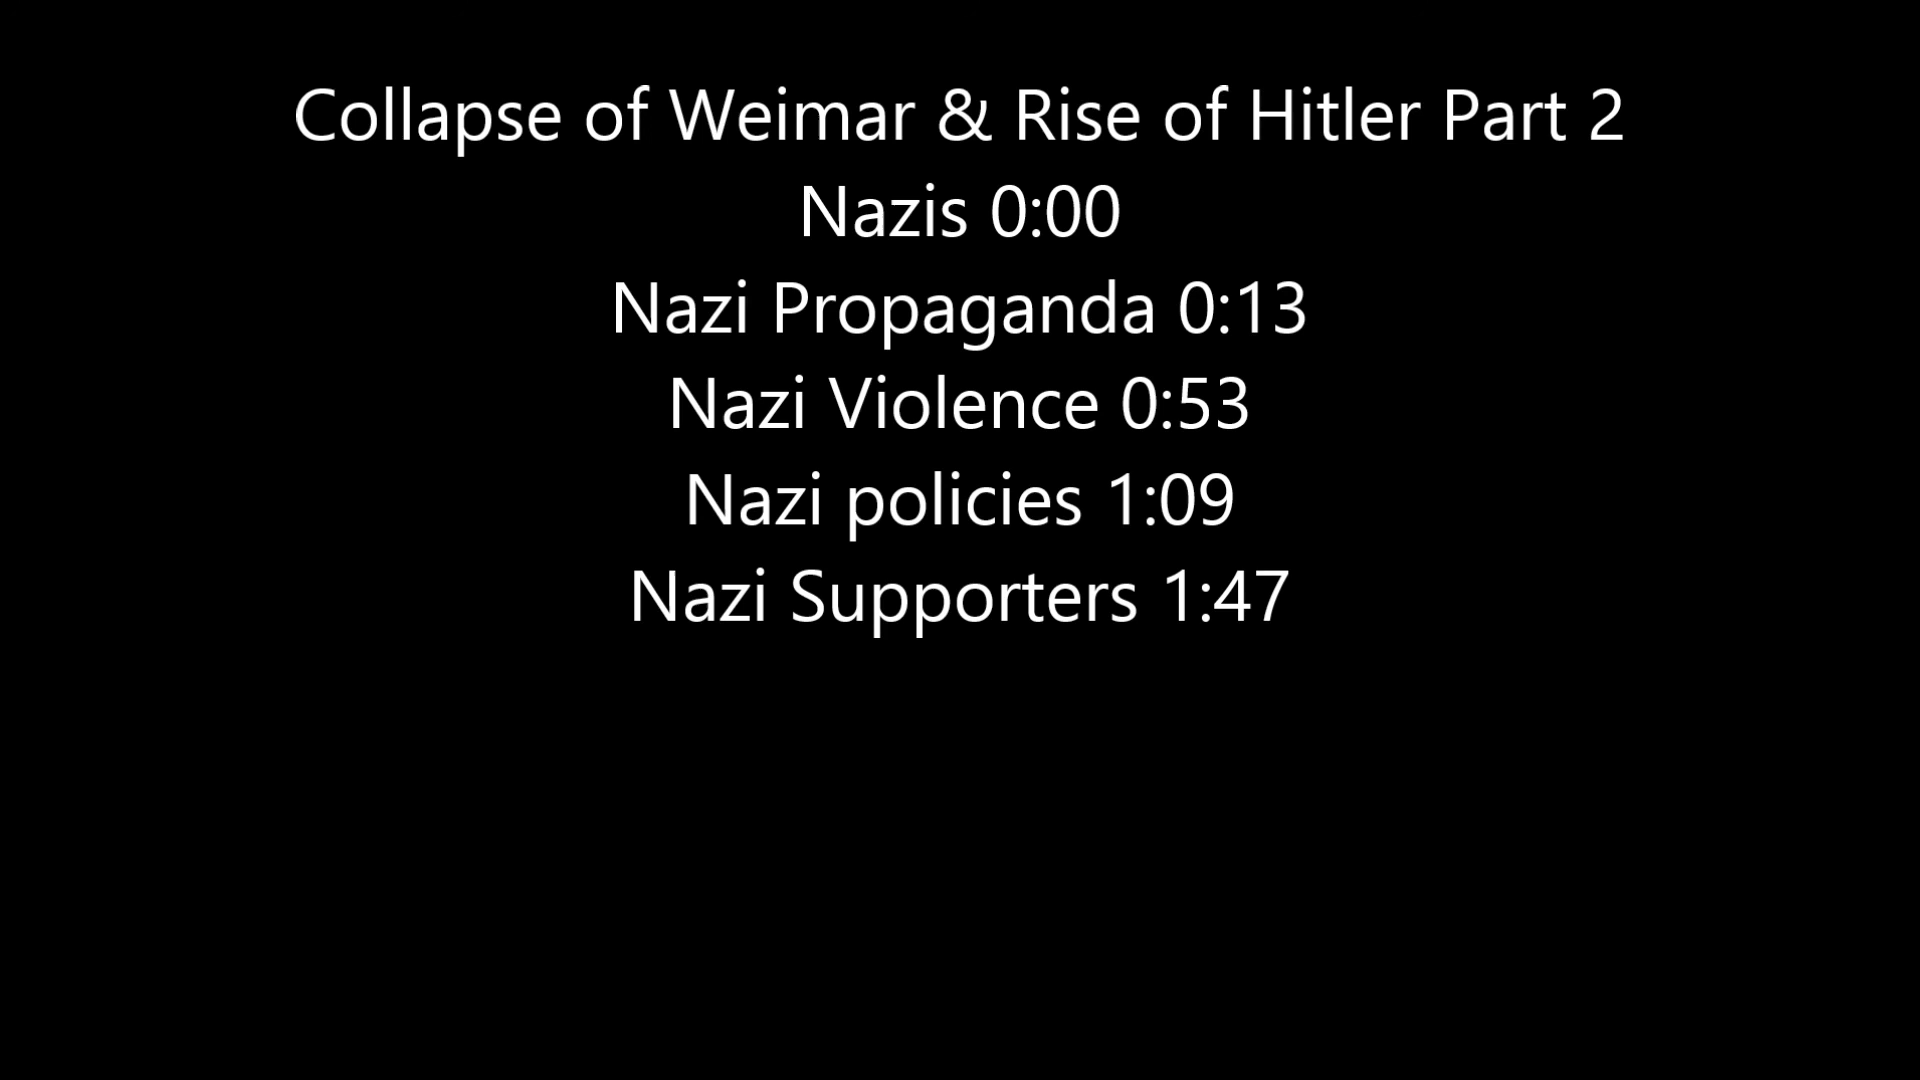 Collapse of Weimar & Rise of Hitler Part 2
Nazis 0:00
Nazi Propaganda 0:13
Nazi Violence 0:53
Nazi policies 1:09
Nazi Supporters 1:47